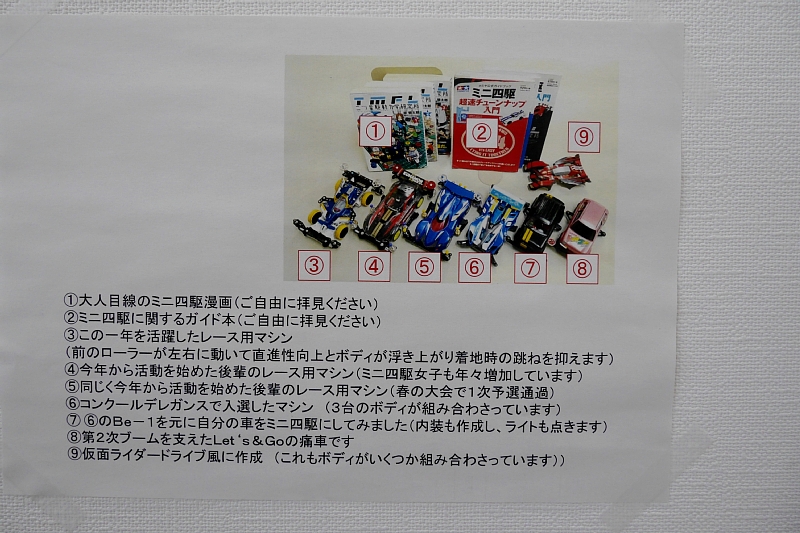 TMFL
ミニ四駆
超速チューンナップ
入門
①
②
⑨
③
④
⑤
⑥
⑦
⑧
①大人目線のミニ四駆漫画(ご自由に拝見ください)
②ミニ四駆に関するガイド本(ご自由に拝見ください)
③この一年を活躍したレース用マシン
(前のローラーが左右に動いて直進性向上とボディが浮き上がり着地時の跳ねを抑えます)
④今年から活動を始めた後輩のレース用マシン(ミニ四駆女子も年々増加しています)
⑤同じく今年から活動を始めた後輩のレース用マシン(春の大会で1次予選通過)
⑥コンクールデレガンスで入選したマシン (3台のボディが組み合わさっています)
⑦ ⑥のBe-1を元に自分の車をミニ四駆にしてみました(内装も作成し、ライトも点きます)
⑧第2次ブームを支えたLet's&Goの痛車です
⑨仮面ライダードライブ風に作成 (これもボディがいくつか組み合わさっています))